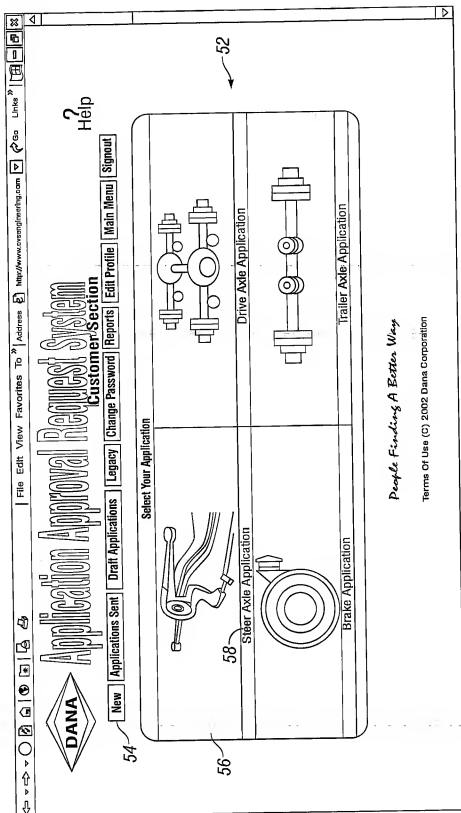 File Edit View Favorites To » Address http://www.cvsengineering.com Go Links »
DANA
Application Approval Request System
Customer Section
?
Help
New Applications Sent Draft Applications Legacy Change Password Reports Edit Profile Main Menu Signout
54
52
Select Your Application
56
58
Steer Axle Application
Drive Axle Application
Brake Application
Trailer Axle Application
People Finding A Better Way
Terms Of Use (C) 2002 Dana Corporation